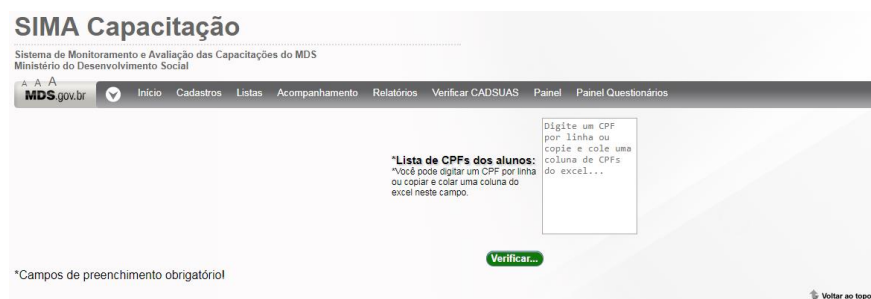 SIMA Capacitação
Sistema de Monitoramento e Avaliação das Capacitações do MDS
Ministério do Desenvolvimento Social
A A A
MDS.gov.br Início Cadastros Listas Acompanhamento Relatórios Verificar CADSUAS Painel Painel Questionários
*Lista de CPFs dos alunos:
*Você pode digitar um CPF por linha
ou copiar e colar uma coluna do
excel neste campo.
Digite um CPF
por linha ou
copie e cole uma
coluna de CPFs
do excel...
Verificar...
*Campos de preenchimento obrigatório!
Voltar ao topo